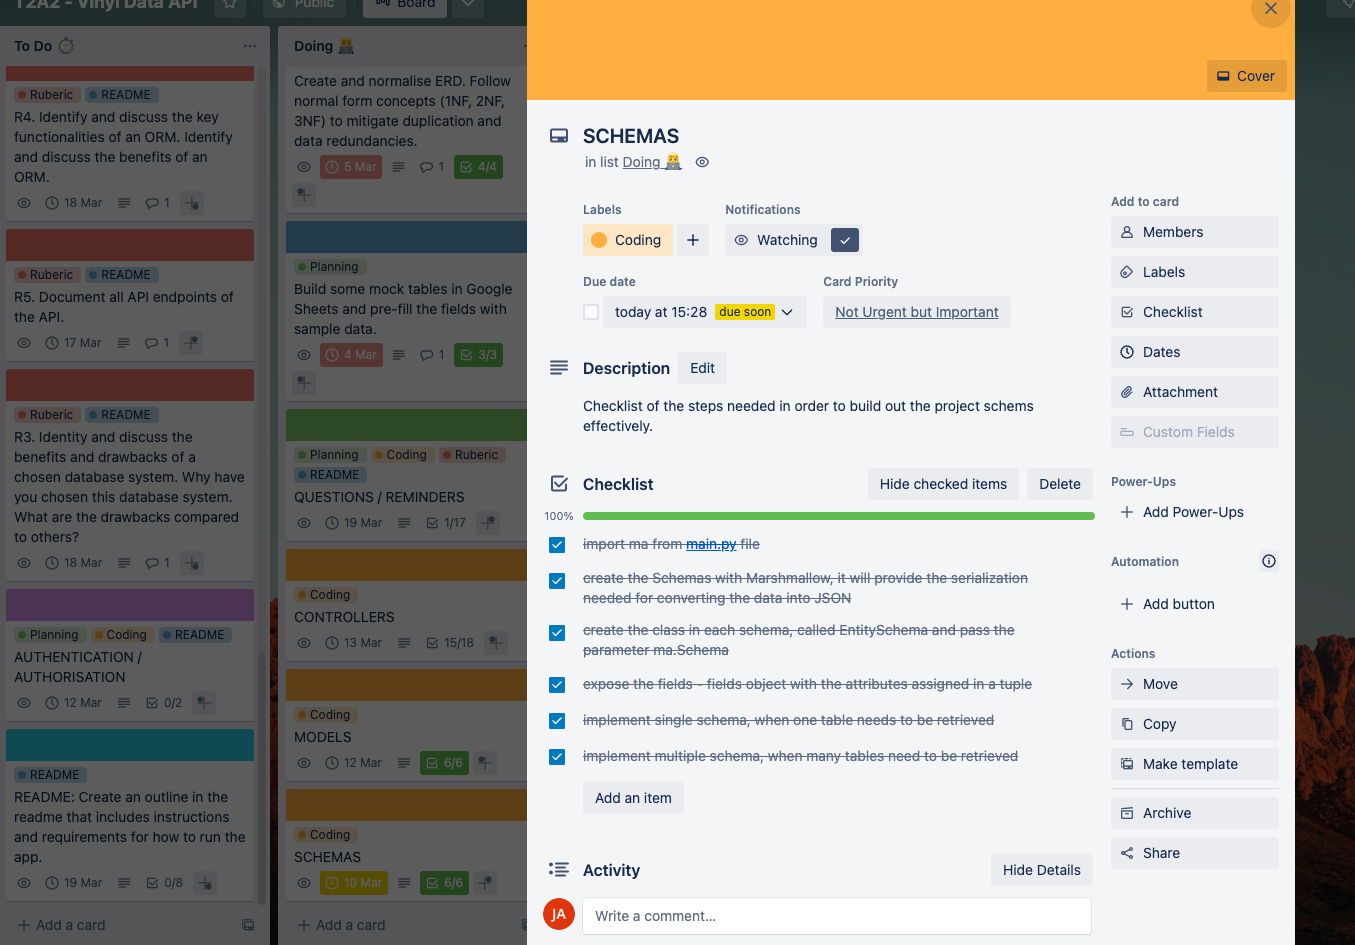 T2A2 - Vinyl Data API
Public
Board
To Do
Ruberic
README
R4. Identify and discuss the key
functionalities of an ORM. Identify
and discuss the benefits of an
ORM.
18 Mar
1
Ruberic
README
R5. Document all API endpoints of
the API.
17 Mar
1
Ruberic
README
R3. Identity and discuss the
benefits and drawbacks of a
chosen database system. Why have
you chosen this database system.
What are the drawbacks compared
to others?
18 Mar
1
Planning
Coding
README
AUTHENTICATION /
AUTHORISATION
12 Mar
0/2
README
README: Create an outline in the
readme that includes instructions
and requirements for how to run the
app.
19 Mar
0/8
+ Add a card
Doing
Create and normalise ERD. Follow
normal form concepts (1NF, 2NF,
3NF) to mitigate duplication and
data redundancies.
5 Mar
1
4/4
Planning
Build some mock tables in Google
Sheets and pre-fill the fields with
sample data.
4 Mar
1
3/3
Planning
Coding
Ruberic
README
QUESTIONS / REMINDERS
19 Mar
1/17
Coding
CONTROLLERS
13 Mar
15/18
Coding
MODELS
12 Mar
6/6
Coding
SCHEMAS
10 Mar
6/6
+ Add a card
Cover
SCHEMAS
in list Doing
Labels
Coding
+
Notifications
Watching
Due date
today at 15:28 due soon
Card Priority
Not Urgent but Important
Description
Edit
Checklist of the steps needed in order to build out the project schems
effectively.
Checklist
Hide checked items
Delete
100%
import ma from main.py file
create the Schemas with Marshmallow, it will provide the serialization
needed for converting the data into JSON
create the class in each schema, called EntitySchema and pass the
parameter ma.Schema
expose the fields - fields object with the attributes assigned in a tuple
implement single schema, when one table needs to be retrieved
implement multiple schema, when many tables need to be retrieved
Add an item
Activity
Hide Details
JA
Write a comment…
Add to card
Members
Labels
Checklist
Dates
Attachment
Custom Fields
Power-Ups
+ Add Power-Ups
Automation
+ Add button
Actions
Move
Copy
Make template
Archive
Share